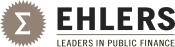 Σ
EHLERS
LEADERS IN PUBLIC FINANCE